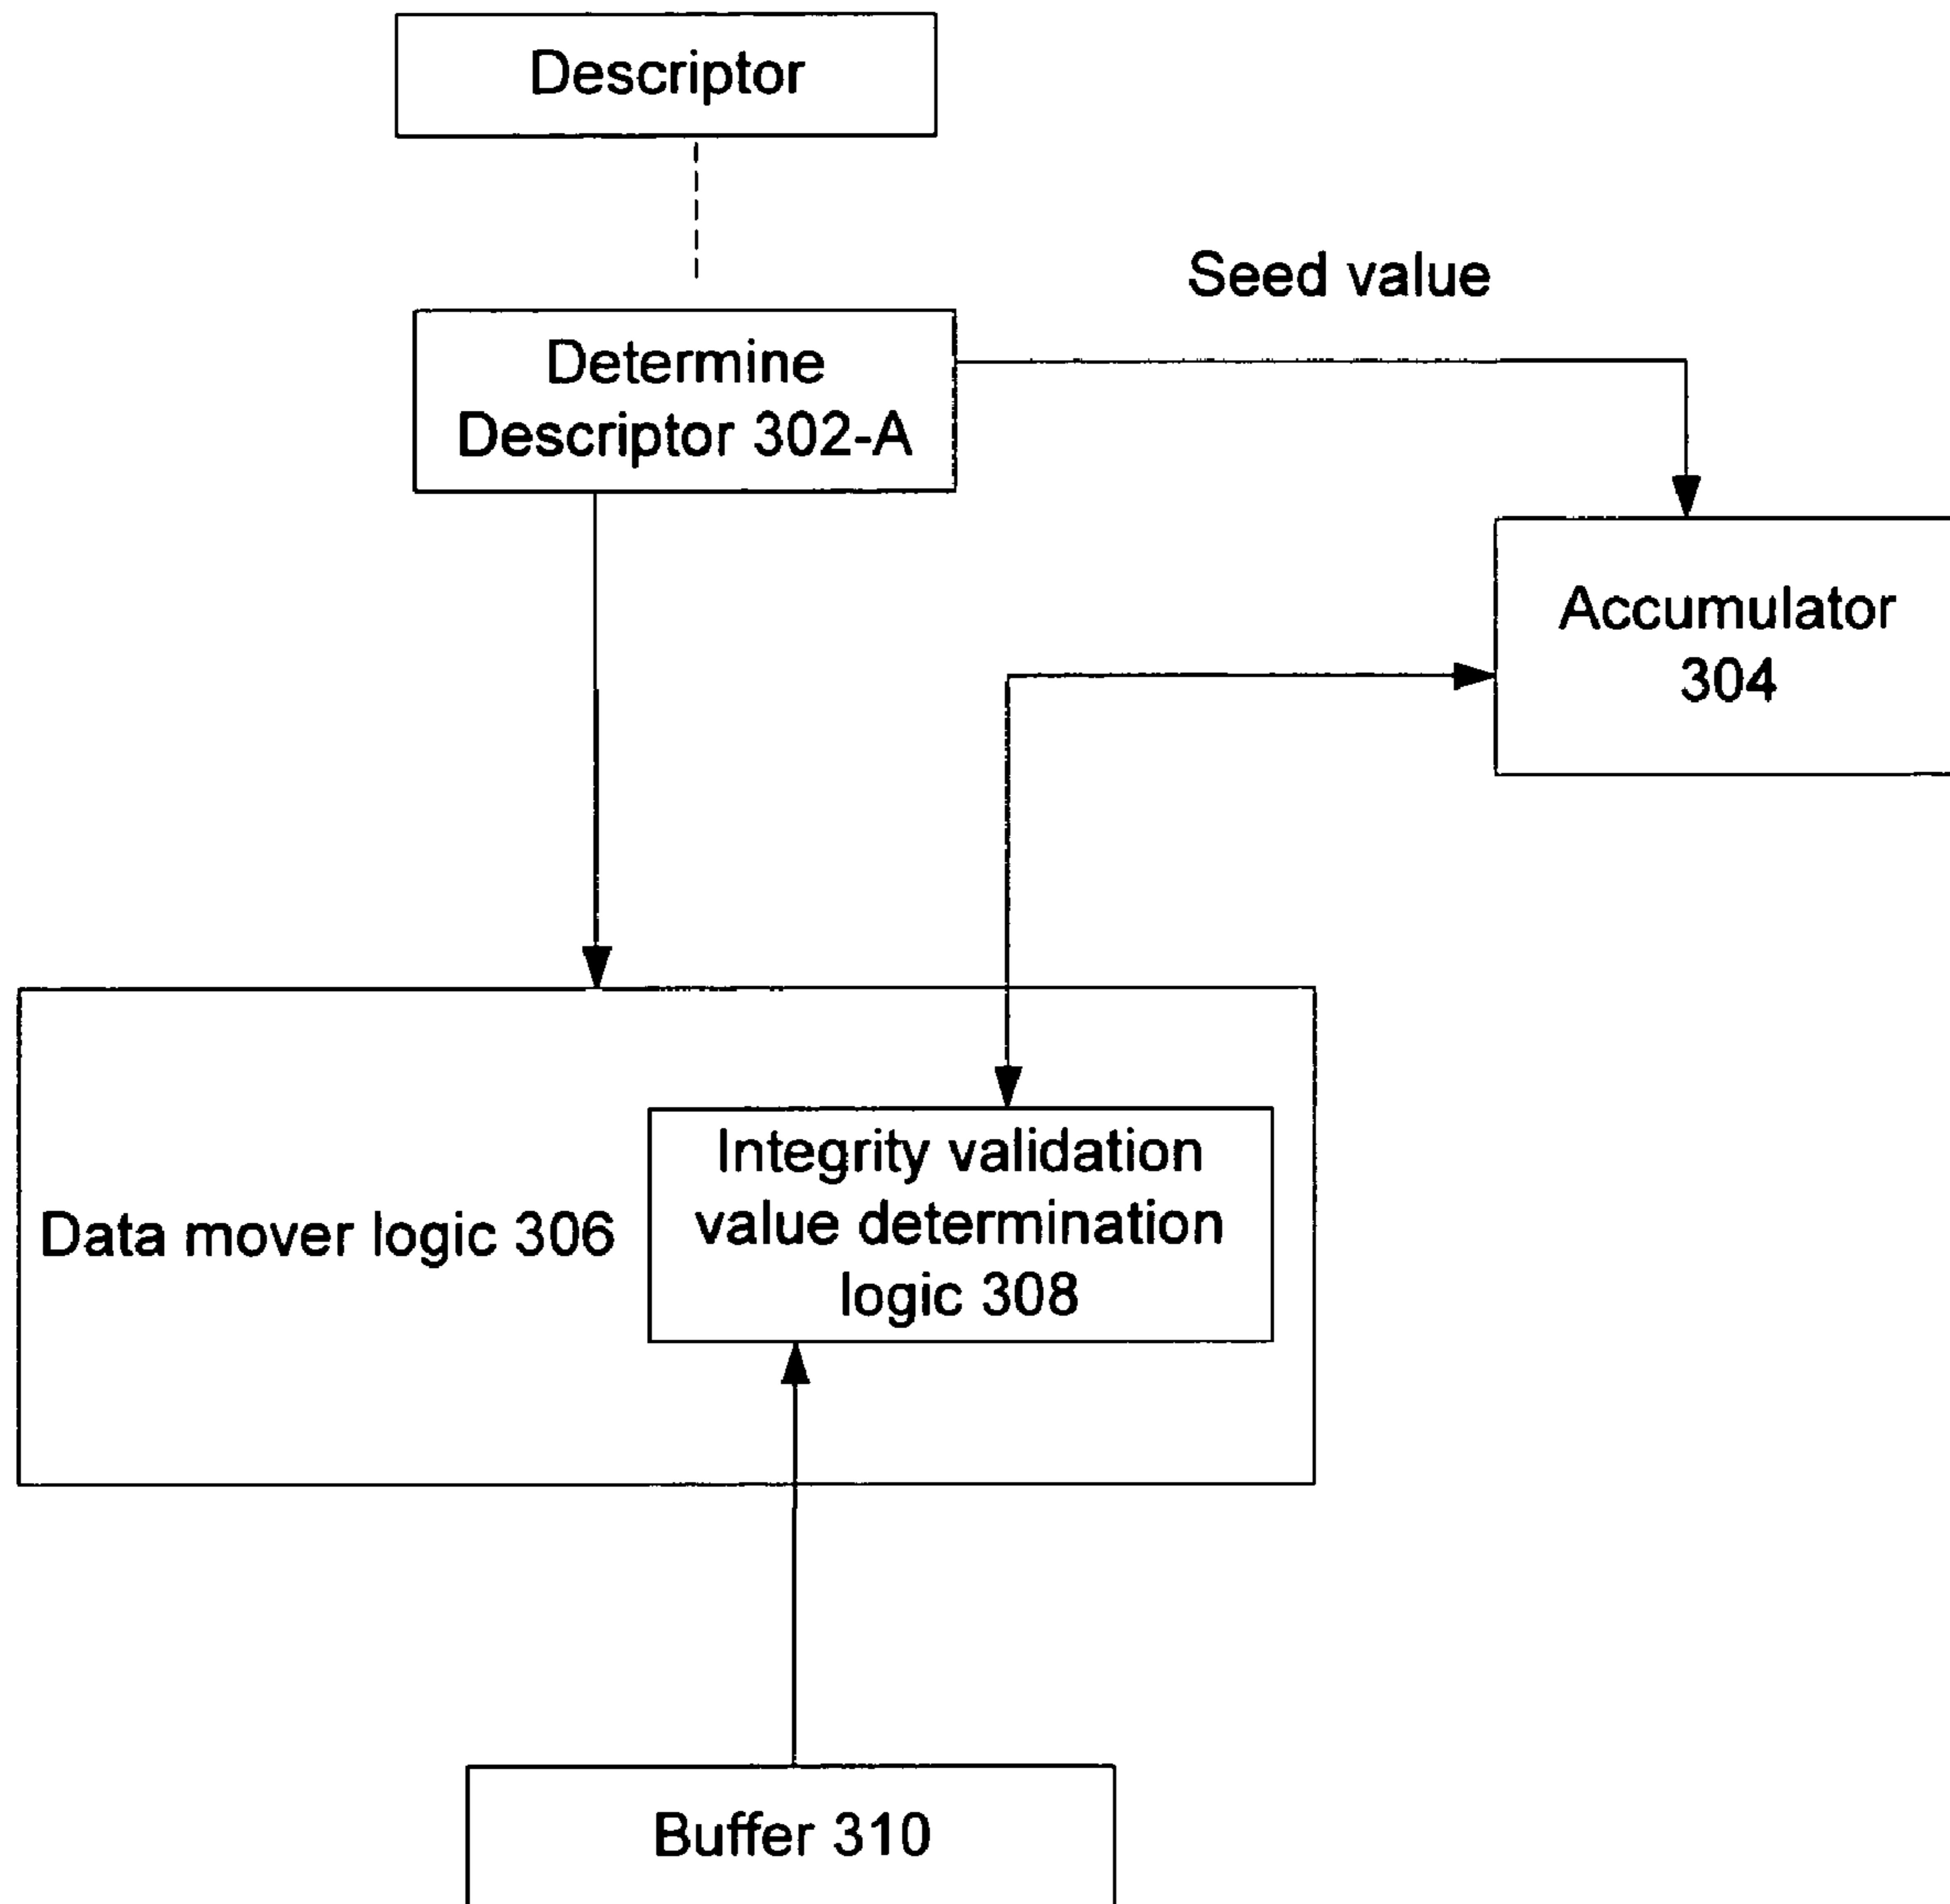 Descriptor
Seed value
Determine
Descriptor 302-A
Accumulator
304
Integrity validation
value determination
logic 308
Data mover logic 306
Buffer 310